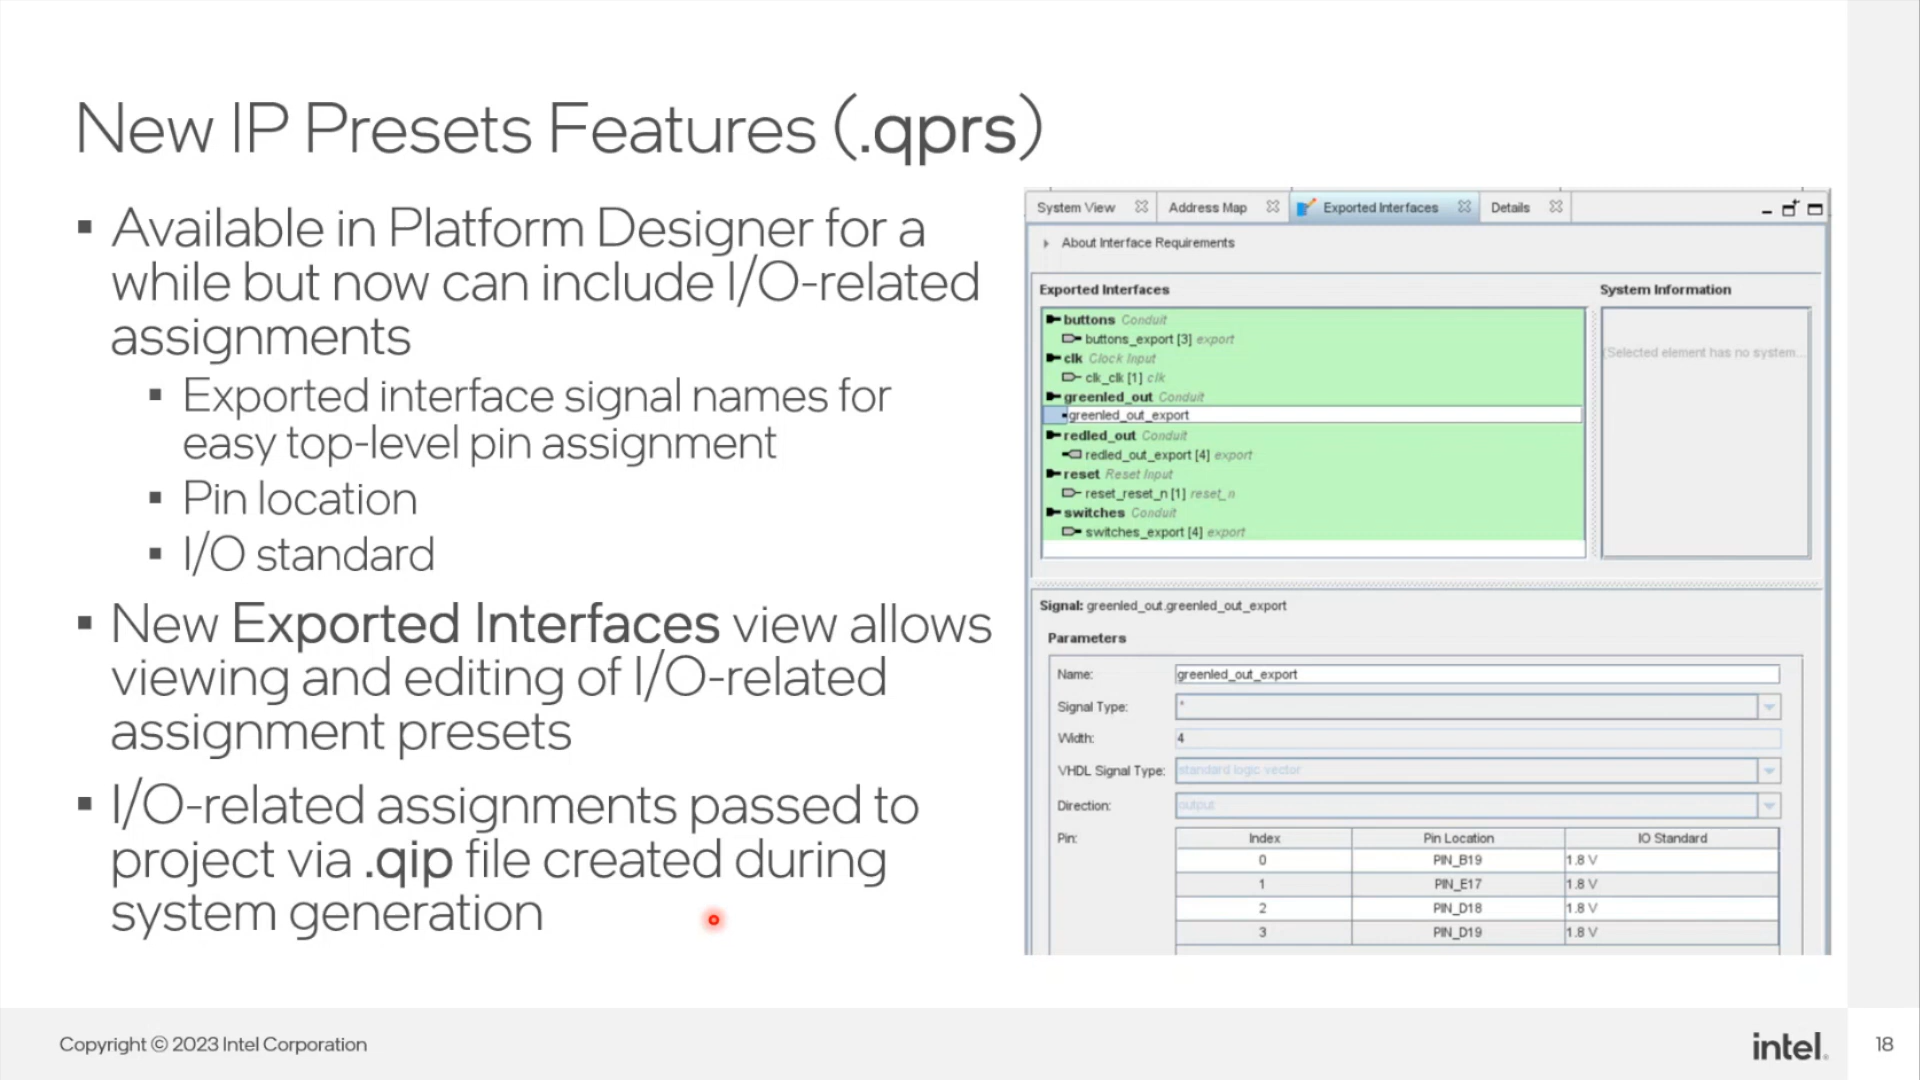 New IP Presets Features (.qprs)
▪ Available in Platform Designer for a
while but now can include I/O-related
assignments
▪ Exported interface signal names for
easy top-level pin assignment
▪ Pin location
▪ I/O standard
▪ New Exported Interfaces view allows
viewing and editing of I/O-related
assignment presets
▪ I/O-related assignments passed to
project via .qip file created during
system generation
System View Address Map Exported Interfaces Details
About Interface Requirements
Exported Interfaces System Information
buttons Conduit
buttons_export [3] export
(Selected element has no system...
clk Clock Input
clk_clk [1] clk
greenled_out Conduit
greenled_out_export
redled_out Conduit
redled_out_export [4] export
reset Reset Input
reset_reset_n [1] reset_n
switches Conduit
switches_export [4] export
Signal: greenled_out.greenled_out_export
Parameters
Name: greenled_out_export
Signal Type: *
Width: 4
VHDL Signal Type: standard logic vector
Direction: output
Pin: Index Pin Location IO Standard
0 PIN_B19 1.8 V
1 PIN_E17 1.8 V
2 PIN_D18 1.8 V
3 PIN_D19 1.8 V
Copyright © 2023 Intel Corporation
intel.
18